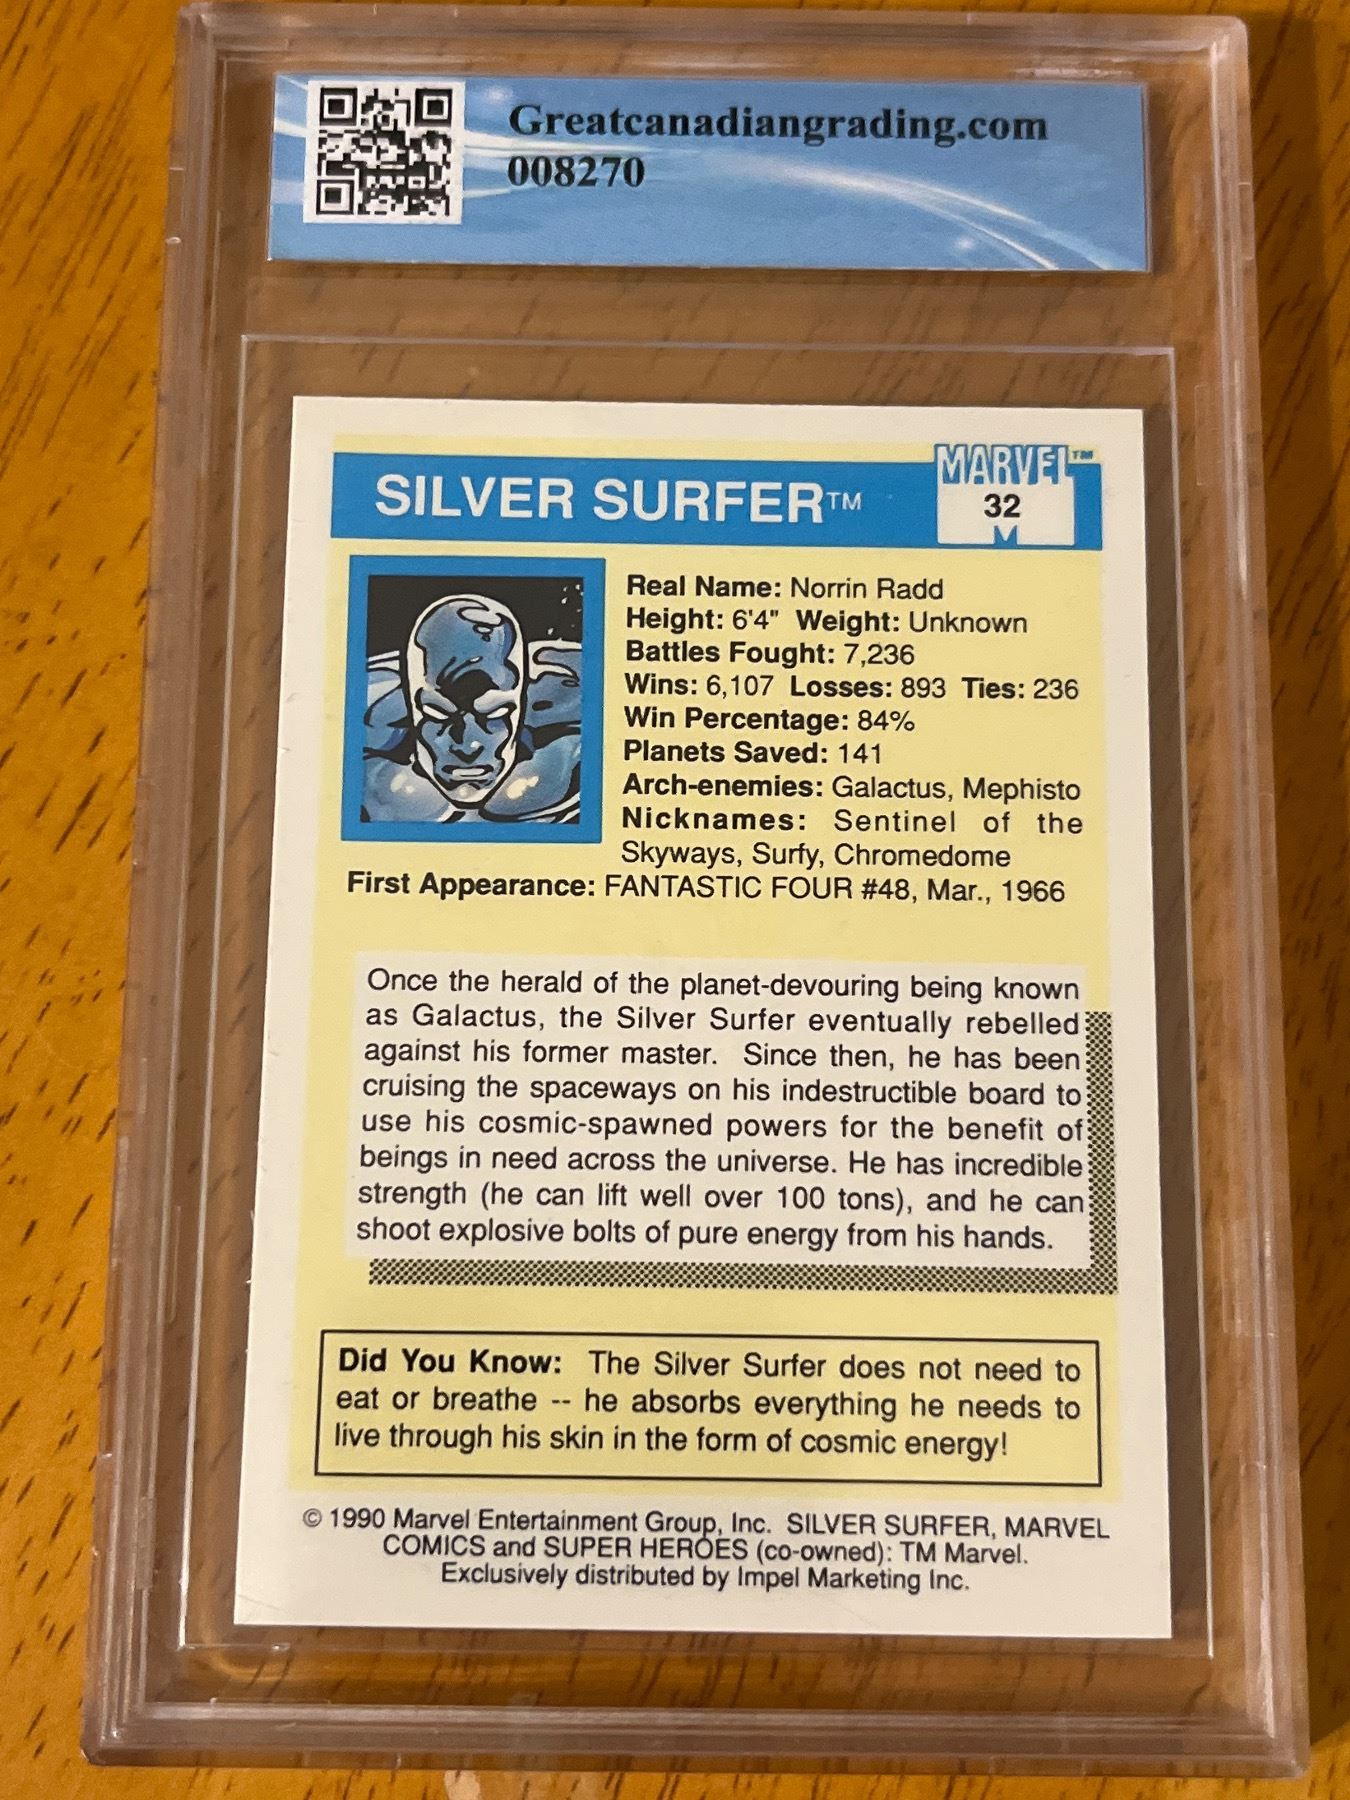 Greatcanadiangrading.com
008270
SILVER SURFER™
MARVEL™
32
Real Name: Norrin Radd
Height: 6'4" Weight: Unknown
Battles Fought: 7,236
Wins: 6,107 Losses: 893 Ties: 236
Win Percentage: 84%
Planets Saved: 141
Arch-enemies: Galactus, Mephisto
Nicknames: Sentinel of the
Skyways, Surfy, Chromedome
First Appearance: FANTASTIC FOUR #48, Mar., 1966
Once the herald of the planet-devouring being known
as Galactus, the Silver Surfer eventually rebelled
against his former master. Since then, he has been
cruising the spaceways on his indestructible board to
use his cosmic-spawned powers for the benefit of
beings in need across the universe. He has incredible
strength (he can lift well over 100 tons), and he can
shoot explosive bolts of pure energy from his hands.
Did You Know: The Silver Surfer does not need to
eat or breathe -- he absorbs everything he needs to
live through his skin in the form of cosmic energy!
© 1990 Marvel Entertainment Group, Inc. SILVER SURFER, MARVEL
COMICS and SUPER HEROES (co-owned): TM Marvel.
Exclusively distributed by Impel Marketing Inc.